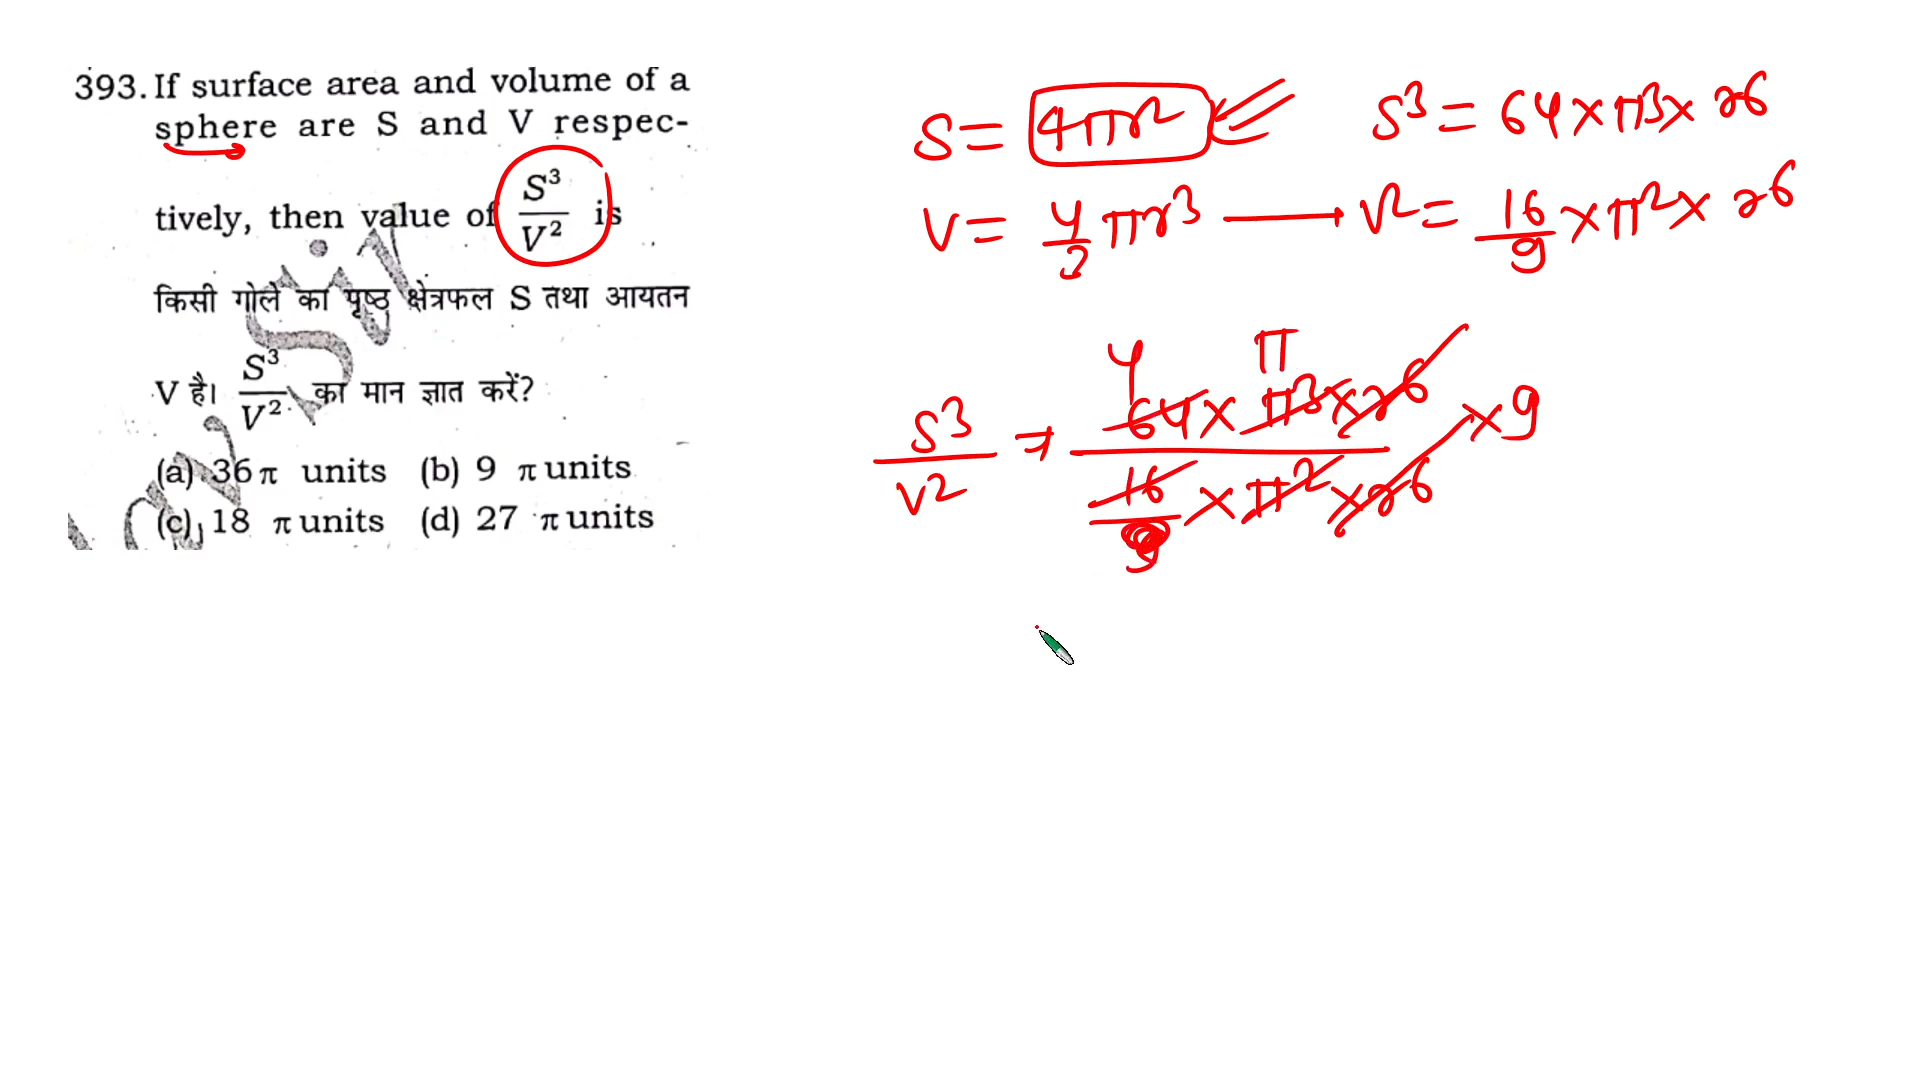 393. If surface area and volume of a
sphere are S and V respec-
tively, then value of S³/V² is
किसी गोले का पृष्ठ क्षेत्रफल S तथा आयतन
V है। S³/V² का मान ज्ञात करें?
(a) 36 π units (b) 9 π units
(c) 18 π units (d) 27 π units
S = 4πr²
S³ = 64 × π³ × r6
V = 4/3 πr³ → V² = 16/9 × π² × r6
4 π
S³/V² ⇒ 64 × π³ × r6 × 9
16/9 × π² × r6